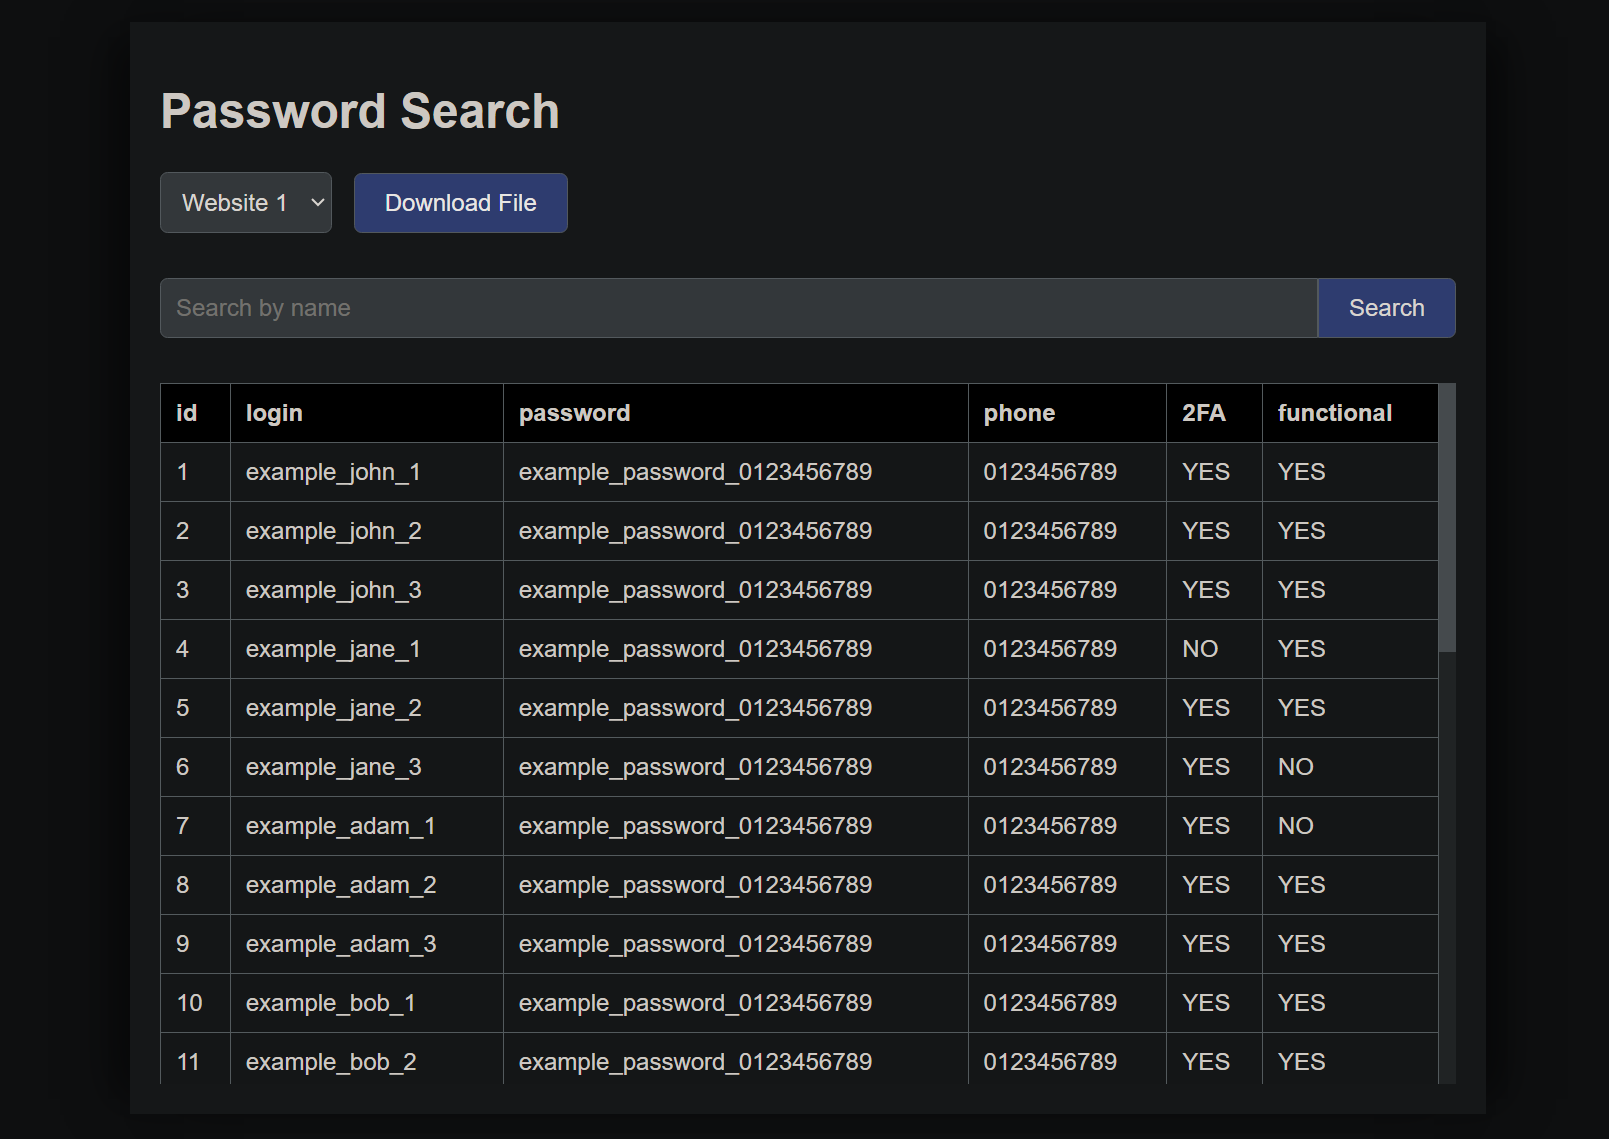 Password Search
Website 1 Download File
Search by name Search
id login password phone 2FA functional
1 example_john_1 example_password_0123456789 0123456789 YES YES
2 example_john_2 example_password_0123456789 0123456789 YES YES
3 example_john_3 example_password_0123456789 0123456789 YES YES
4 example_jane_1 example_password_0123456789 0123456789 NO YES
5 example_jane_2 example_password_0123456789 0123456789 YES YES
6 example_jane_3 example_password_0123456789 0123456789 YES NO
7 example_adam_1 example_password_0123456789 0123456789 YES NO
8 example_adam_2 example_password_0123456789 0123456789 YES YES
9 example_adam_3 example_password_0123456789 0123456789 YES YES
10 example_bob_1 example_password_0123456789 0123456789 YES YES
11 example_bob_2 example_password_0123456789 0123456789 YES YES